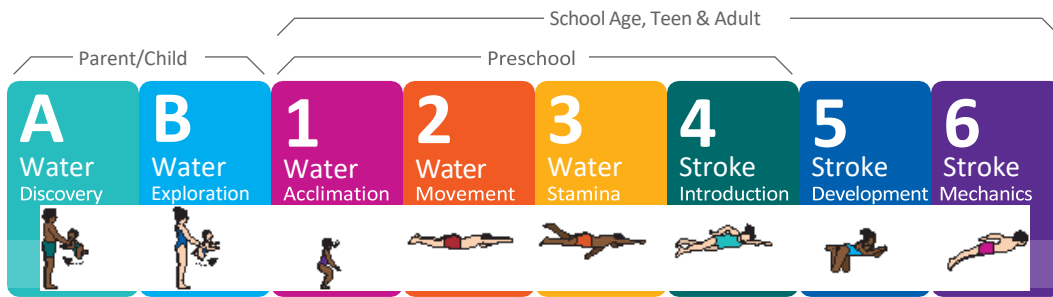 School Age, Teen & Adult
Parent/Child
Preschool
A
Water
Discovery
B
Water
Exploration
1
Water
Acclimation
2
Water
Movement
3
Water
Stamina
4
Stroke
Introduction
5
Stroke
Development
6
Stroke
Mechanics